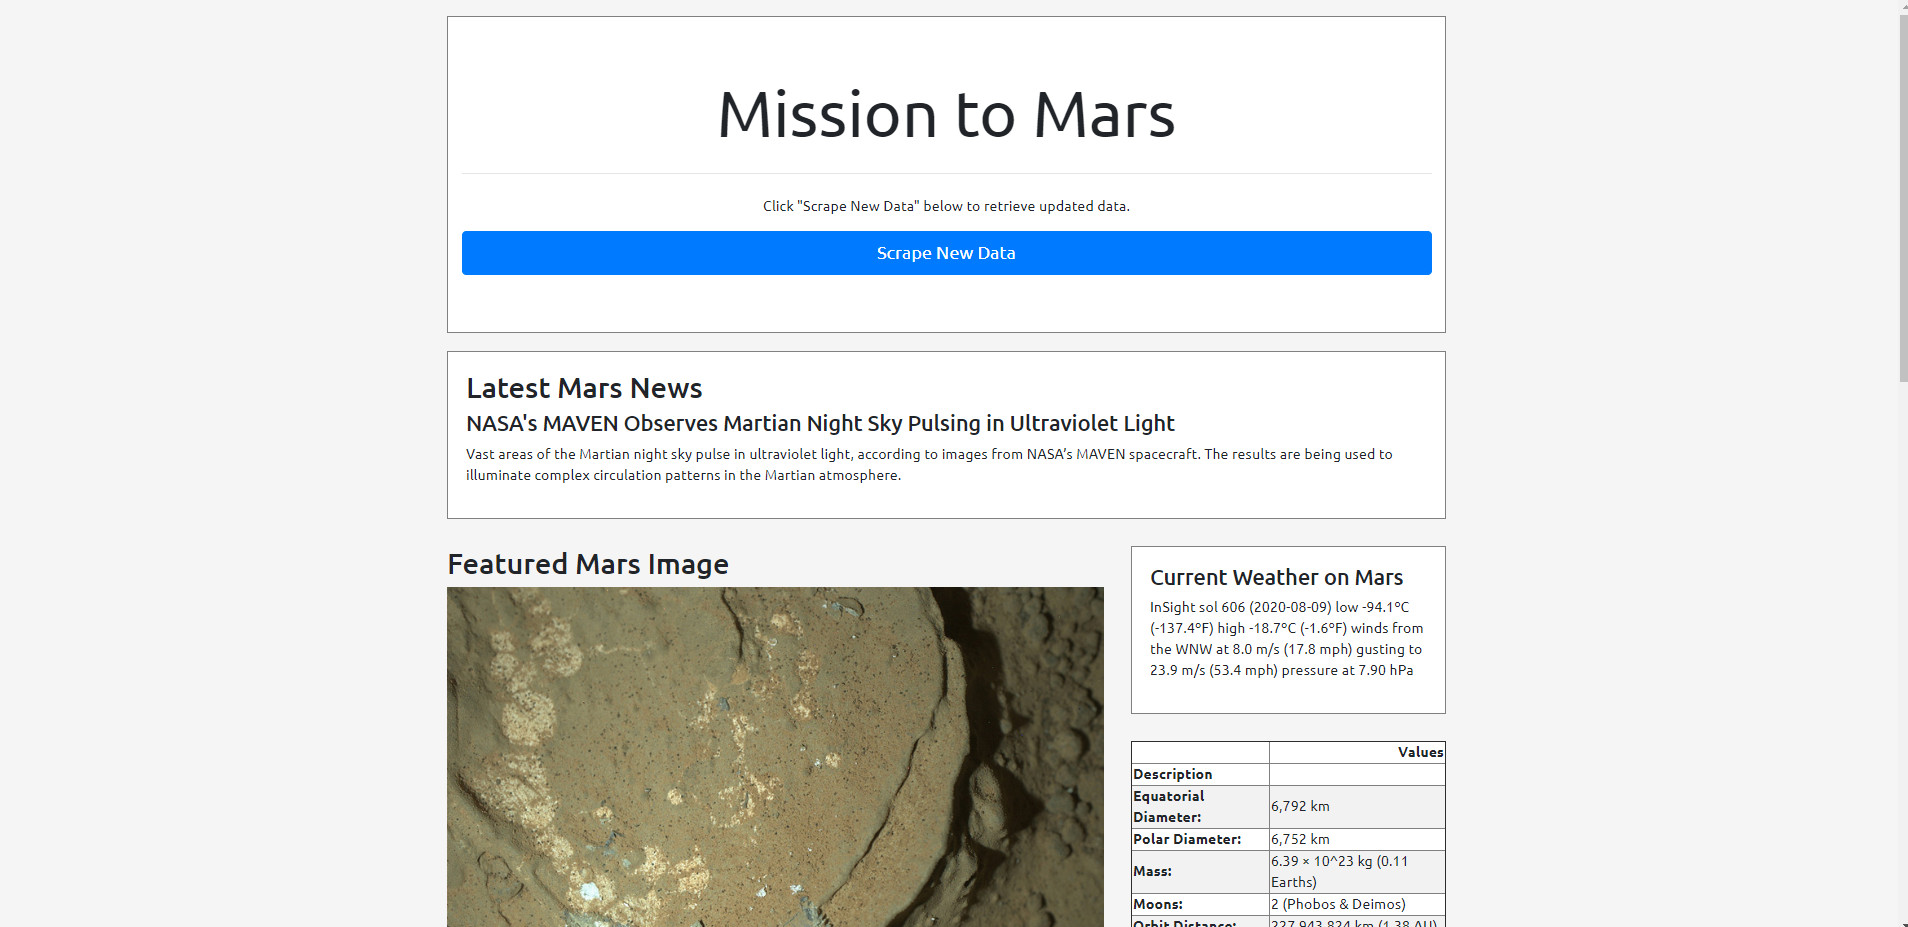 Mission to Mars
Click "Scrape New Data" below to retrieve updated data.
Scrape New Data
Latest Mars News
NASA's MAVEN Observes Martian Night Sky Pulsing in Ultraviolet Light
Vast areas of the Martian night sky pulse in ultraviolet light, according to images from NASA’s MAVEN spacecraft. The results are being used to
illuminate complex circulation patterns in the Martian atmosphere.
Featured Mars Image
Current Weather on Mars
InSight sol 606 (2020-08-09) low -94.1ºC
(-137.4ºF) high -18.7ºC (-1.6ºF) winds from
the WNW at 8.0 m/s (17.8 mph) gusting to
23.9 m/s (53.4 mph) pressure at 7.90 hPa
Values
Description
Equatorial
Diameter:
6,792 km
Polar Diameter: 6,752 km
Mass:
6.39 × 10^23 kg (0.11
Earths)
Moons: 2 (Phobos & Deimos)
Orbit Distance: 227,943,824 km (1.38 AU)